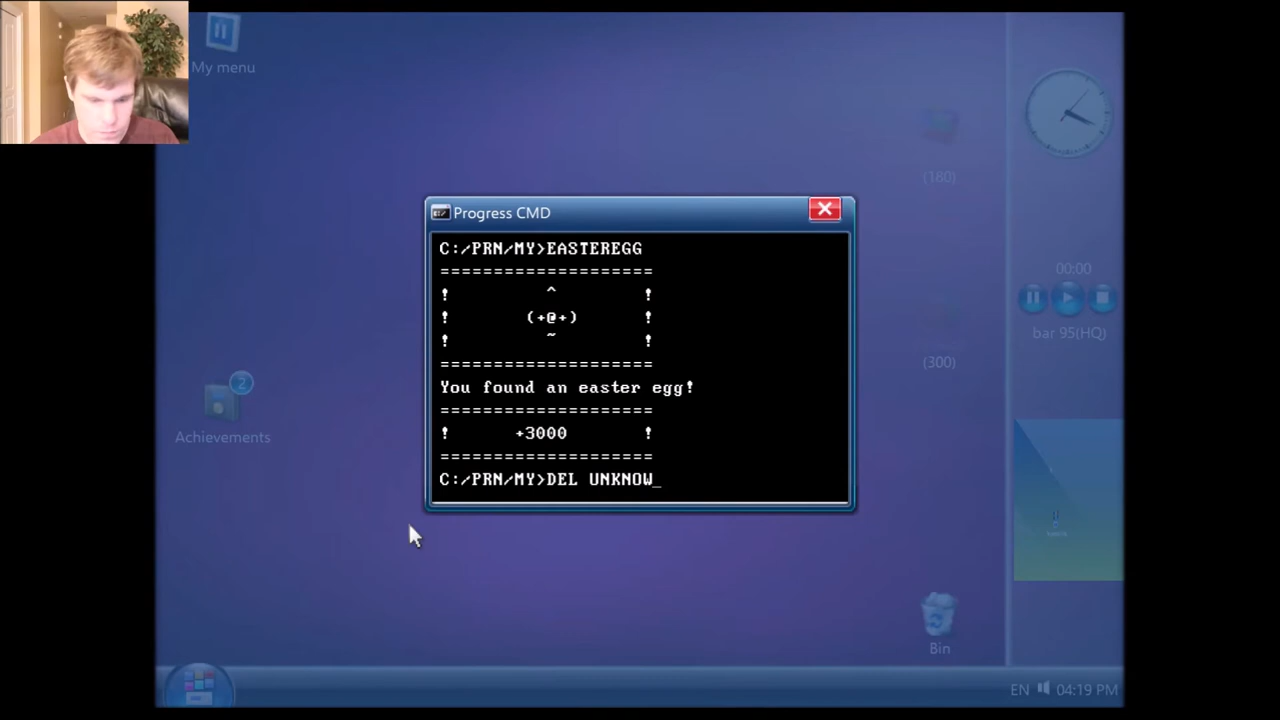 My menu
(180)
Progress CMD
C:/PRN/MY>EASTEREGG
====================
!         ^         !
!       (+@+)       !
!         ~         !
====================
You found an easter egg!
====================
!      +3000        !
====================
C:/PRN/MY>DEL UNKNOW_
00:00
bar 95(HQ)
(300)
2
Achievements
Bin
EN 04:19 PM